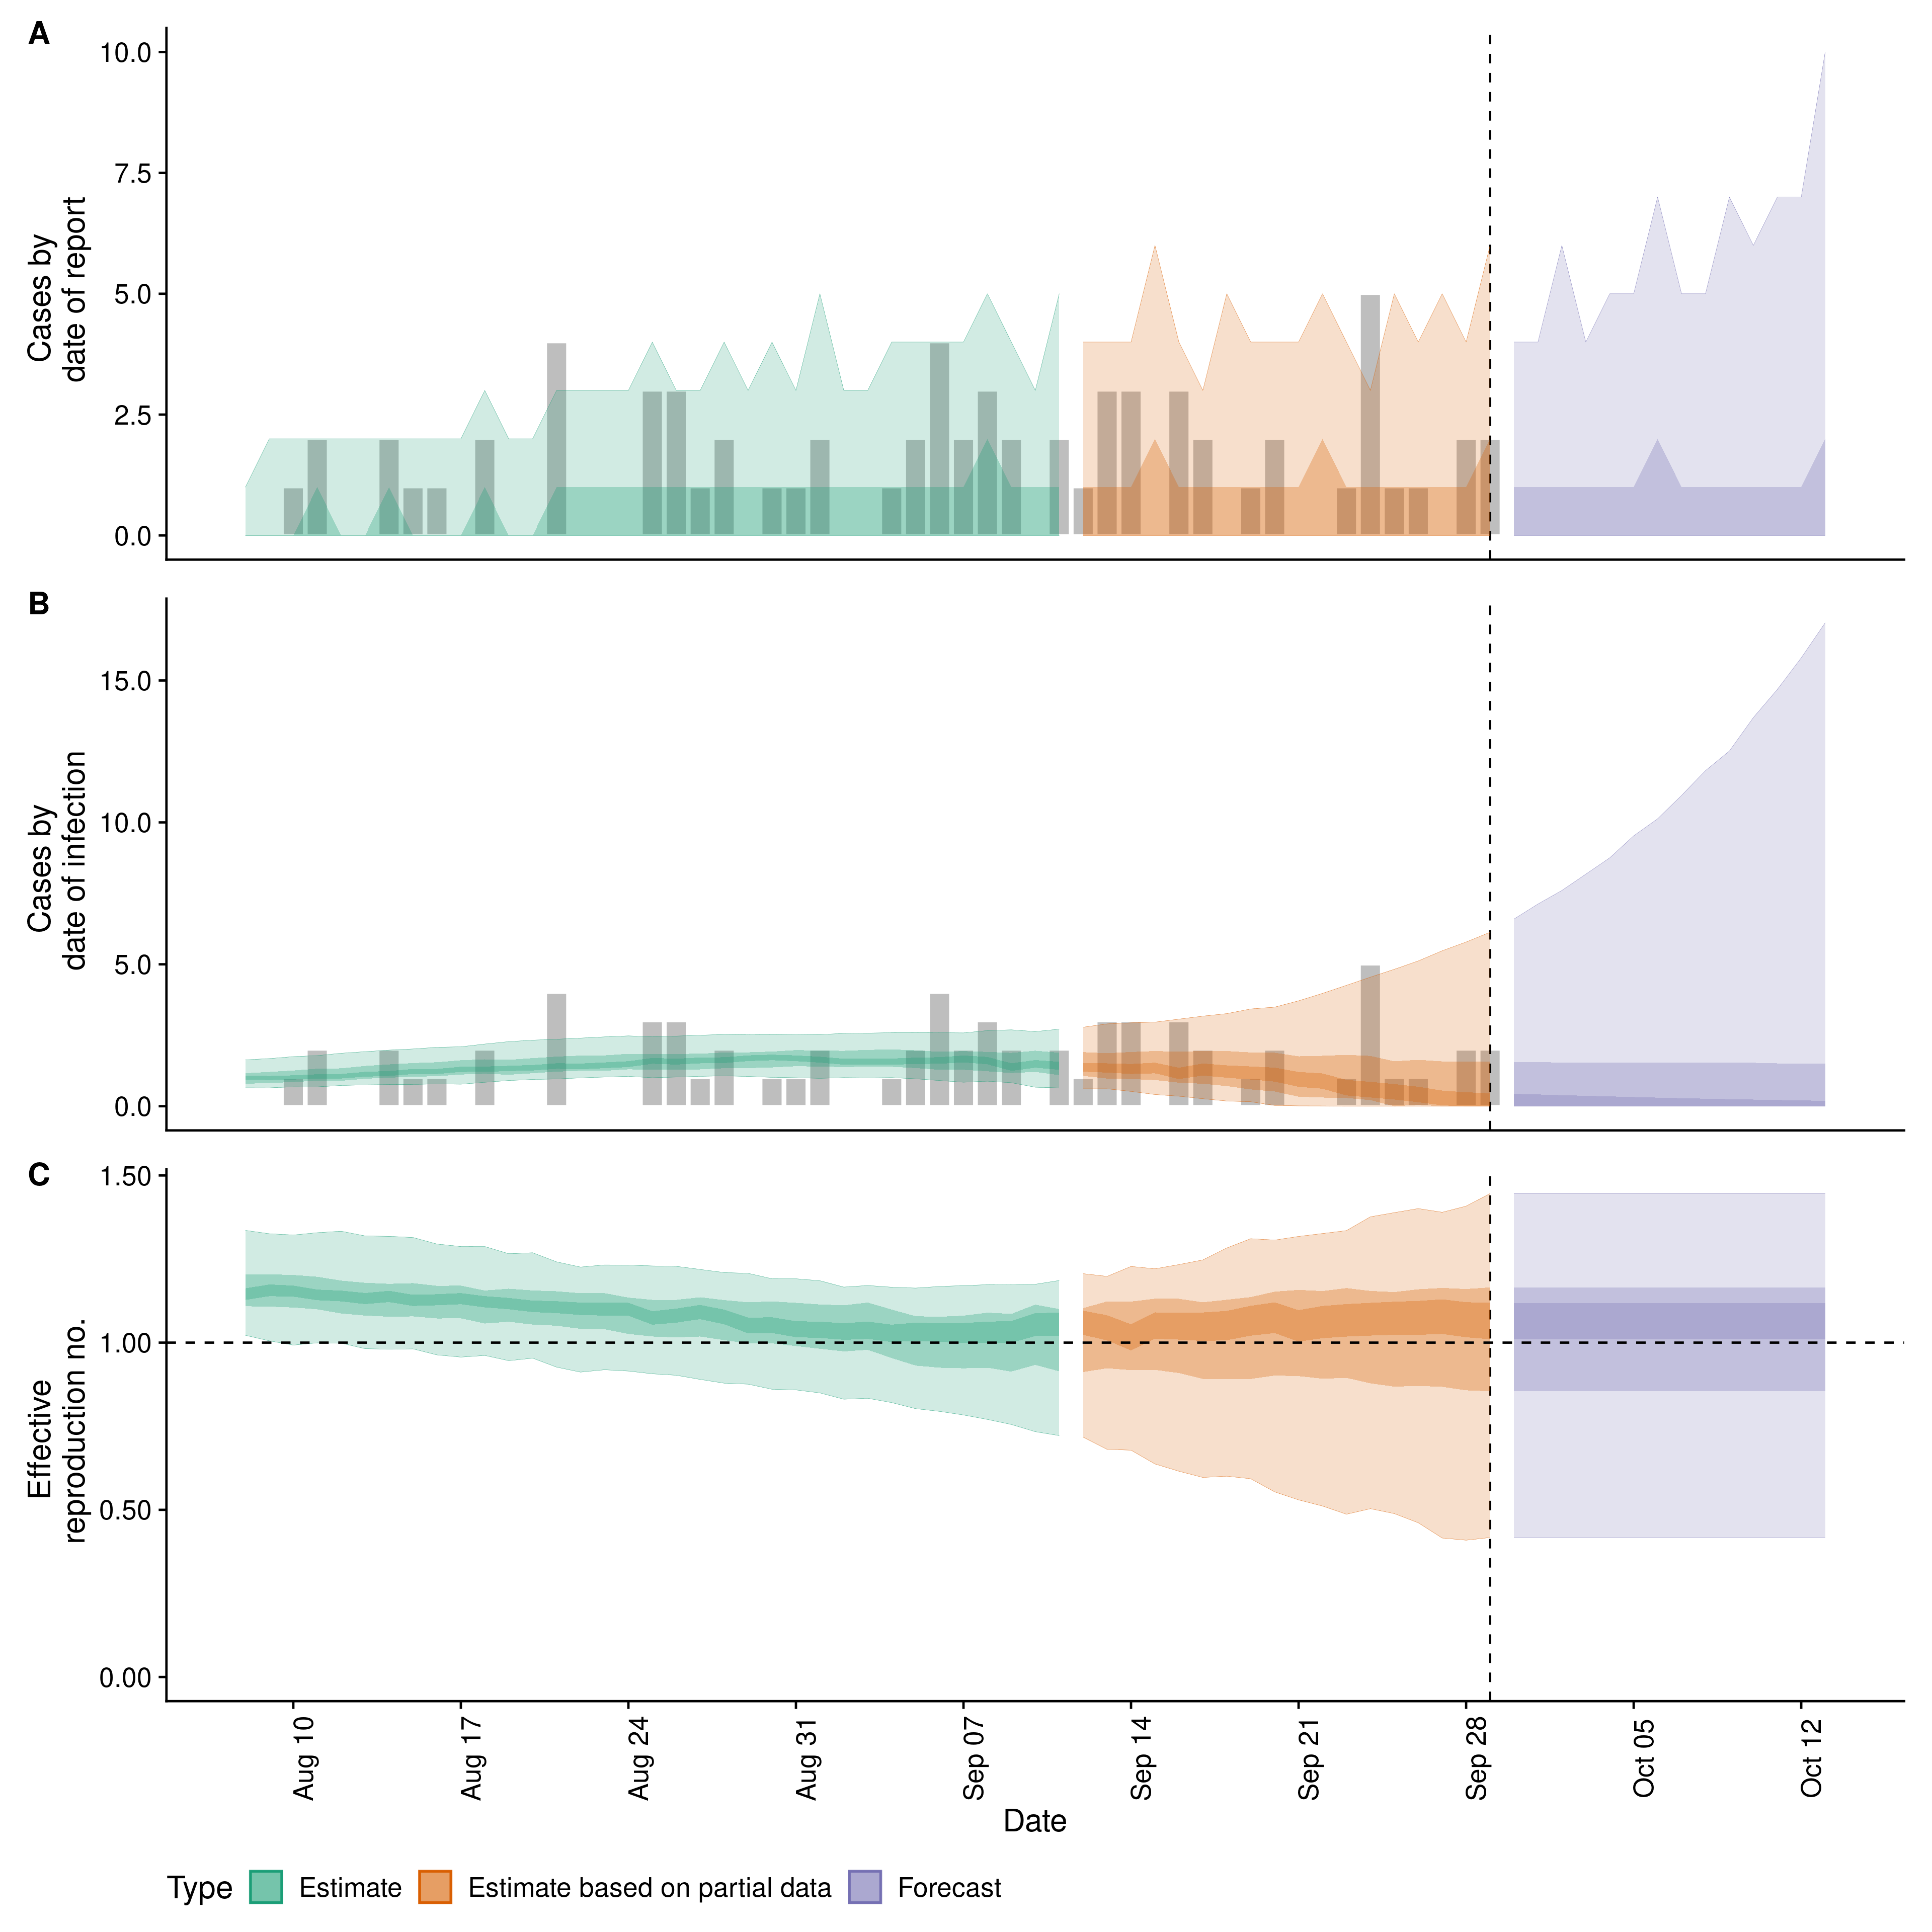 A
10.0
7.5
5.0
2.5
0.0
Cases by
date of report
B
15.0
10.0
5.0
0.0
Cases by
date of infection
C
1.50
1.00
0.50
0.00
Effective
reproduction no.
Aug 10
Aug 17
Aug 24
Aug 31
Sep 07
Sep 14
Sep 21
Sep 28
Oct 05
Oct 12
Date
Type Estimate Estimate based on partial data Forecast